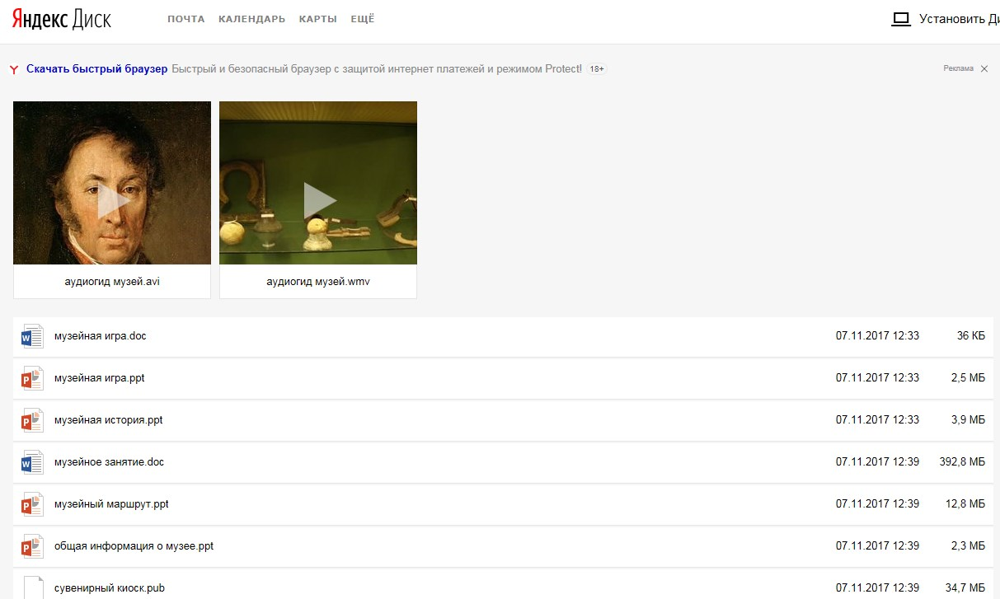 Яндекс Диск ПОЧТА КАЛЕНДАРЬ КАРТЫ ЕЩЁ Установить Ди
Скачать быстрый браузер Быстрый и безопасный браузер с защитой интернет платежей и режимом Protect! 18+ Реклама
аудиогид музей.avi аудиогид музей.wmv
музейная игра.doc 07.11.2017 12:33 36 КБ
музейная игра.ppt 07.11.2017 12:33 2,5 МБ
музейная история.ppt 07.11.2017 12:33 3,9 МБ
музейное занятие.doc 07.11.2017 12:39 392,8 МБ
музейный маршрут.ppt 07.11.2017 12:39 12,8 МБ
общая информация о музее.ppt 07.11.2017 12:39 2,3 МБ
сувенирный киоск.pub 07.11.2017 12:39 34,7 МБ